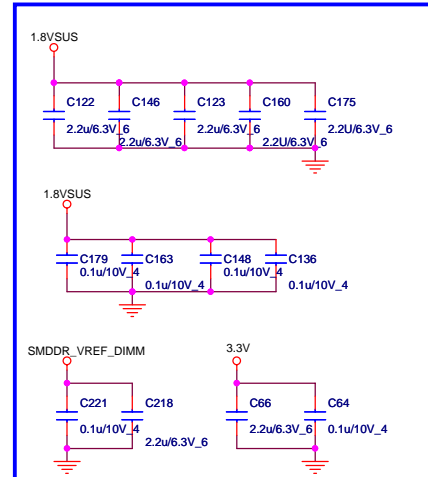 1.8VSUS
C122 C146 C123 C160 C175
2.2u/6.3V_6 2.2u/6.3V_6 2.2u/6.3V_6 2.2U/6.3V_6 2.2U/6.3V_6
1.8VSUS
C179 C163 C148 C136
0.1u/10V_4 0.1u/10V_4 0.1u/10V_4 0.1u/10V_4
SMDDR_VREF_DIMM 3.3V
C221 C218 C66 C64
0.1u/10V_4 2.2u/6.3V_6 2.2u/6.3V_6 0.1u/10V_4